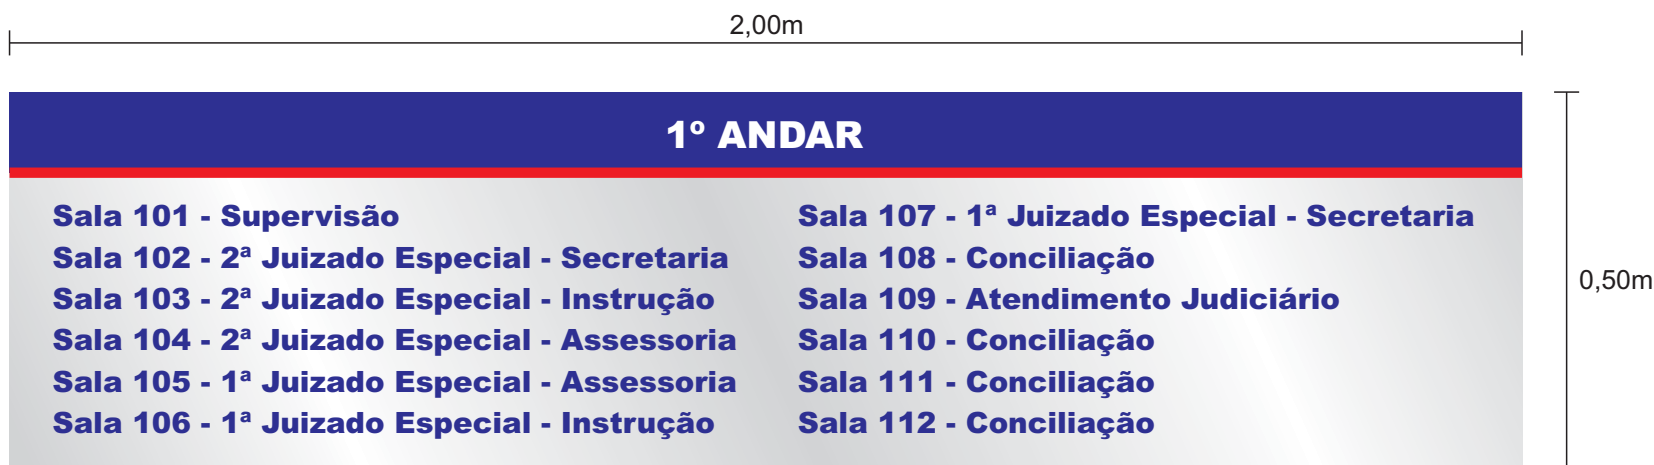 2,00m
1º ANDAR
Sala 101 - Supervisão
Sala 102 - 2ª Juizado Especial - Secretaria
Sala 103 - 2ª Juizado Especial - Instrução
Sala 104 - 2ª Juizado Especial - Assessoria
Sala 105 - 1ª Juizado Especial - Assessoria
Sala 106 - 1ª Juizado Especial - Instrução
Sala 107 - 1ª Juizado Especial - Secretaria
Sala 108 - Conciliação
Sala 109 - Atendimento Judiciário
Sala 110 - Conciliação
Sala 111 - Conciliação
Sala 112 - Conciliação
0,50m